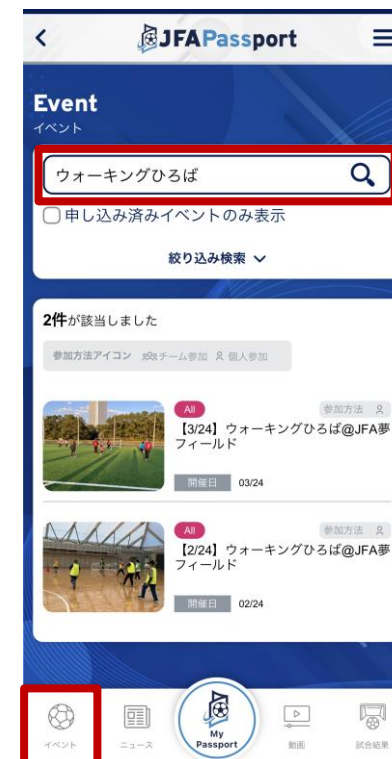 JFAPassport
Event
イベント
ウォーキングひろば
申し込み済みイベントのみ表示
絞り込み検索
2件が該当しました
参加方法アイコン チーム参加 個人参加
All 参加方法
【3/24】ウォーキングひろば@JFA夢
フィールド
開催日 03/24
All 参加方法
【2/24】ウォーキングひろば@JFA夢
フィールド
開催日 02/24
イベント ニュース My Passport 動画 試合結果